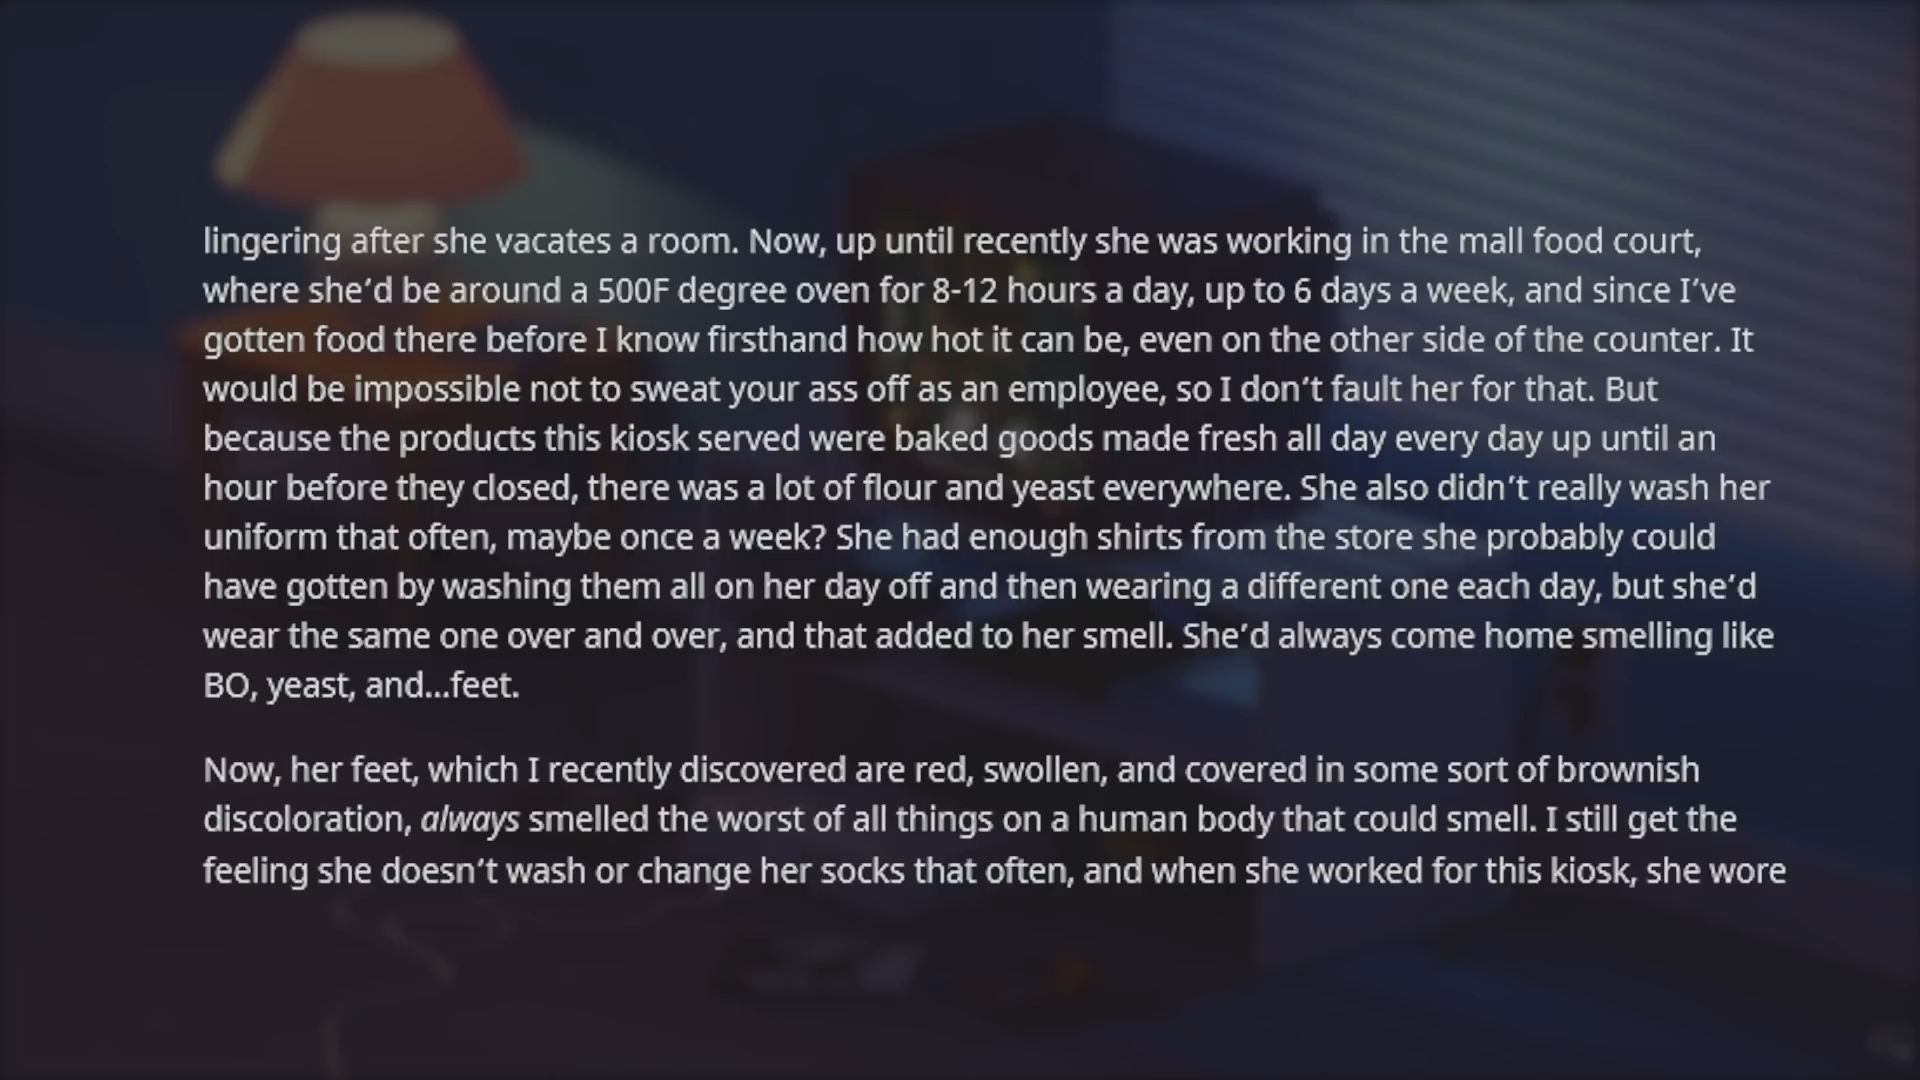 lingering after she vacates a room. Now, up until recently she was working in the mall food court,
where she’d be around a 500F degree oven for 8-12 hours a day, up to 6 days a week, and since I’ve
gotten food there before I know firsthand how hot it can be, even on the other side of the counter. It
would be impossible not to sweat your ass off as an employee, so I don’t fault her for that. But
because the products this kiosk served were baked goods made fresh all day every day up until an
hour before they closed, there was a lot of flour and yeast everywhere. She also didn’t really wash her
uniform that often, maybe once a week? She had enough shirts from the store she probably could
have gotten by washing them all on her day off and then wearing a different one each day, but she’d
wear the same one over and over, and that added to her smell. She’d always come home smelling like
BO, yeast, and...feet.
Now, her feet, which I recently discovered are red, swollen, and covered in some sort of brownish
discoloration, always smelled the worst of all things on a human body that could smell. I still get the
feeling she doesn’t wash or change her socks that often, and when she worked for this kiosk, she wore